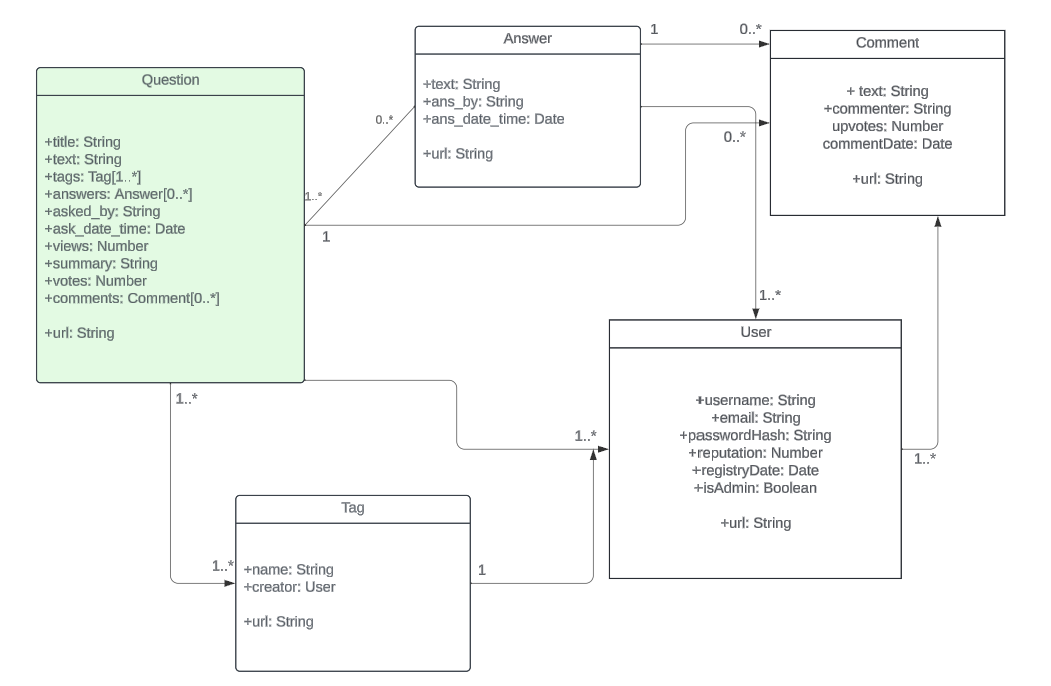 Question
+title: String
+text: String
+tags: Tag[1..*]
+answers: Answer[0..*]
+asked_by: String
+ask_date_time: Date
+views: Number
+summary: String
+votes: Number
+comments: Comment[0..*]
+url: String
Answer
+text: String
+ans_by: String
+ans_date_time: Date
+url: String
Comment
+ text: String
+commenter: String
upvotes: Number
commentDate: Date
+url: String
1
0..*
0..*
1..*
0..*
1
1..*
User
+username: String
+email: String
+passwordHash: String
+reputation: Number
+registryDate: Date
+isAdmin: Boolean
+url: String
1..*
1..*
1..*
1..*
1
Tag
+name: String
+creator: User
+url: String